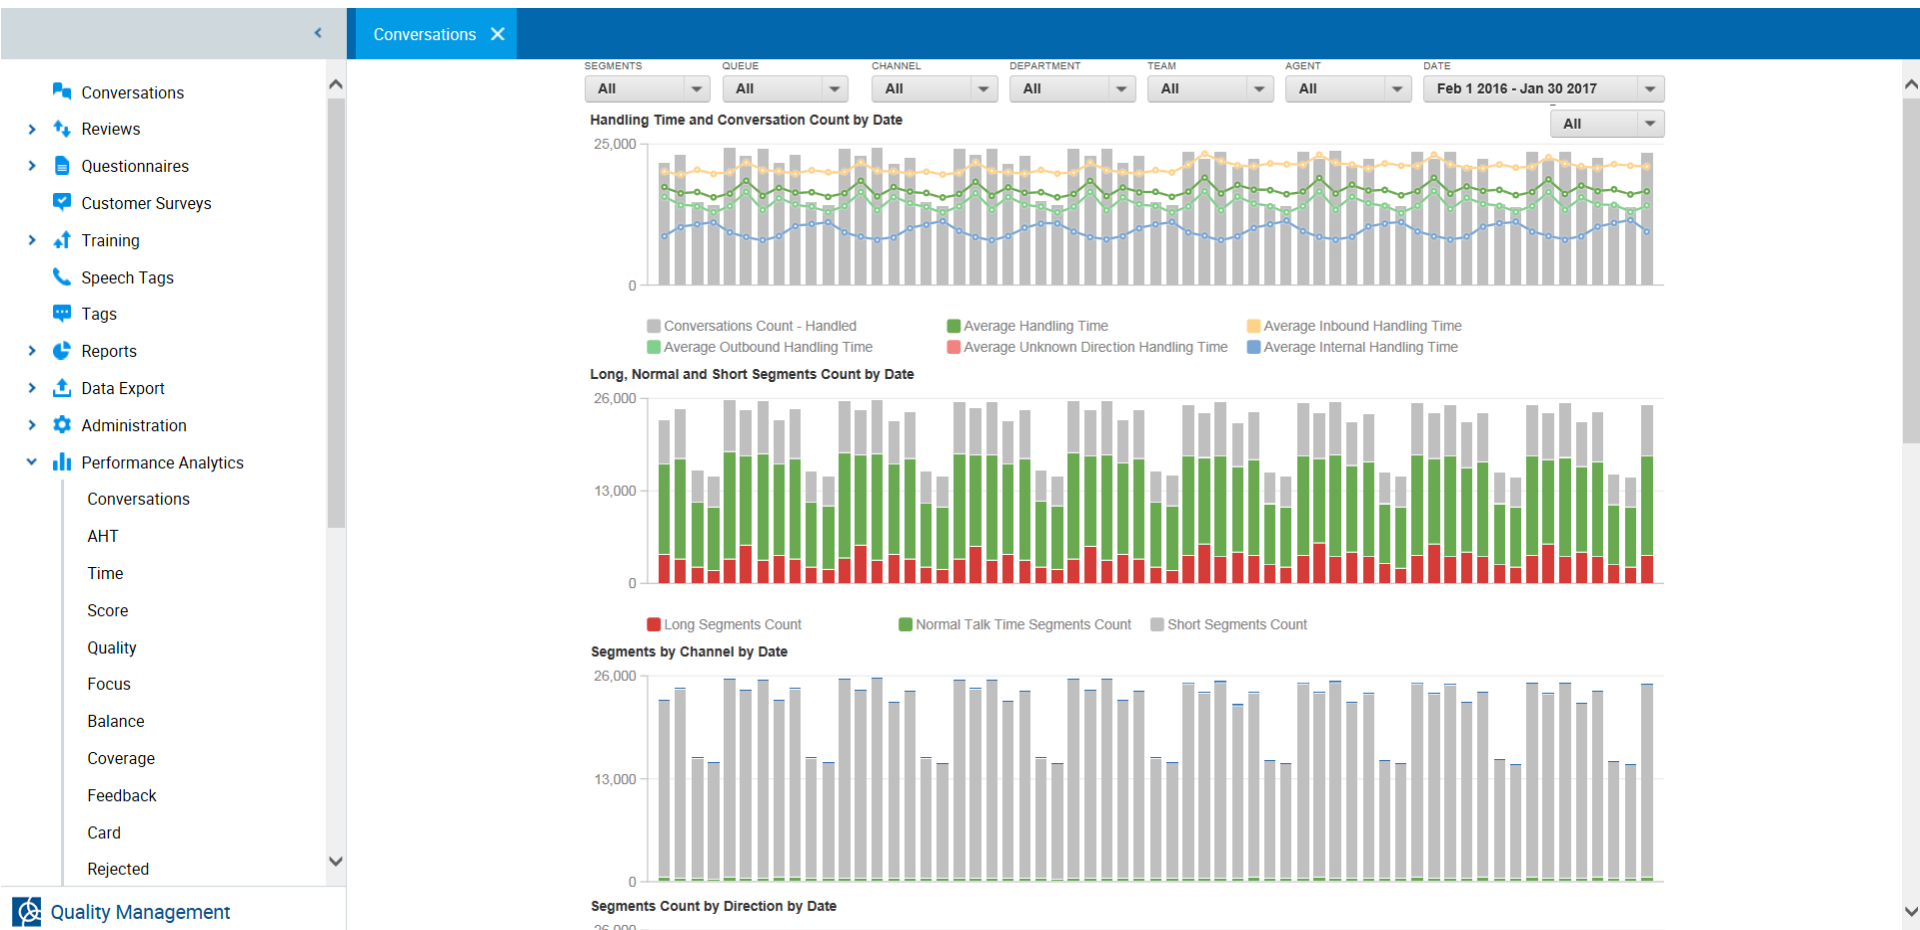 Conversations
Conversations
Reviews
Questionnaires
Customer Surveys
Training
Speech Tags
Tags
Reports
Data Export
Administration
Performance Analytics
Conversations
AHT
Time
Score
Quality
Focus
Balance
Coverage
Feedback
Card
Rejected
Quality Management
SEGMENTS QUEUE CHANNEL DEPARTMENT TEAM AGENT DATE
All All All All All All Feb 1 2016 - Jan 30 2017
All
Handling Time and Conversation Count by Date
25,000
0
Conversations Count - Handled Average Handling Time Average Inbound Handling Time
Average Outbound Handling Time Average Unknown Direction Handling Time Average Internal Handling Time
Long, Normal and Short Segments Count by Date
26,000
13,000
0
Long Segments Count Normal Talk Time Segments Count Short Segments Count
Segments by Channel by Date
26,000
13,000
0
Segments Count by Direction by Date
26,000